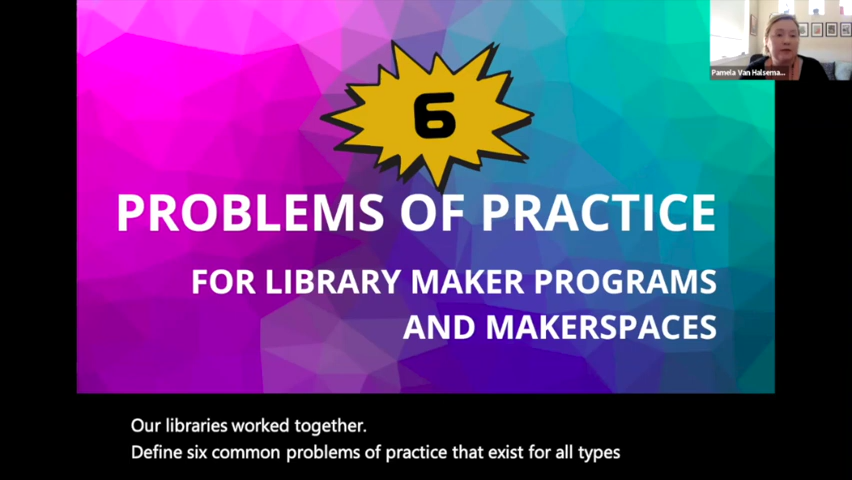 Pamela Van Halsema...
6
PROBLEMS OF PRACTICE
FOR LIBRARY MAKER PROGRAMS
AND MAKERSPACES
Our libraries worked together.
Define six common problems of practice that exist for all types